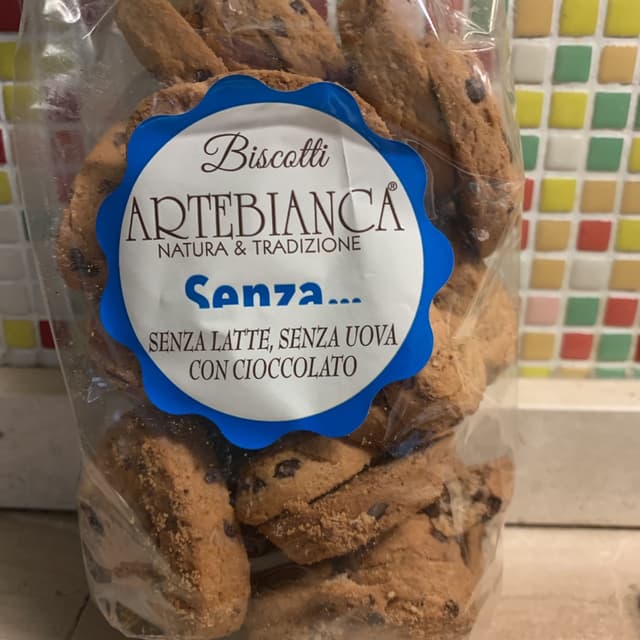 Biscotti
ARTEBIANCA®
NATURA & TRADIZIONE
Senza...
SENZA LATTE, SENZA UOVA
CON CIOCCOLATO